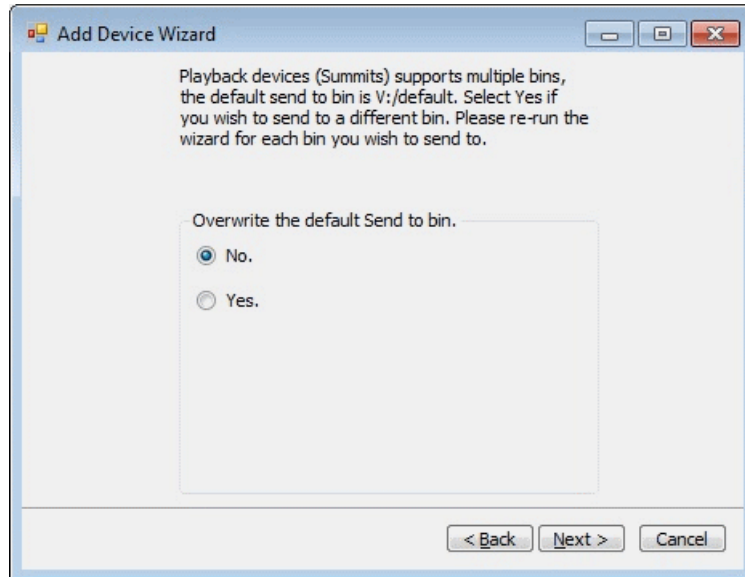 Add Device Wizard
Playback devices (Summits) supports multiple bins,
the default send to bin is V:/default. Select Yes if
you wish to send to a different bin. Please re-run the
wizard for each bin you wish to send to.
Overwrite the default Send to bin.
No.
Yes.
< Back Next > Cancel